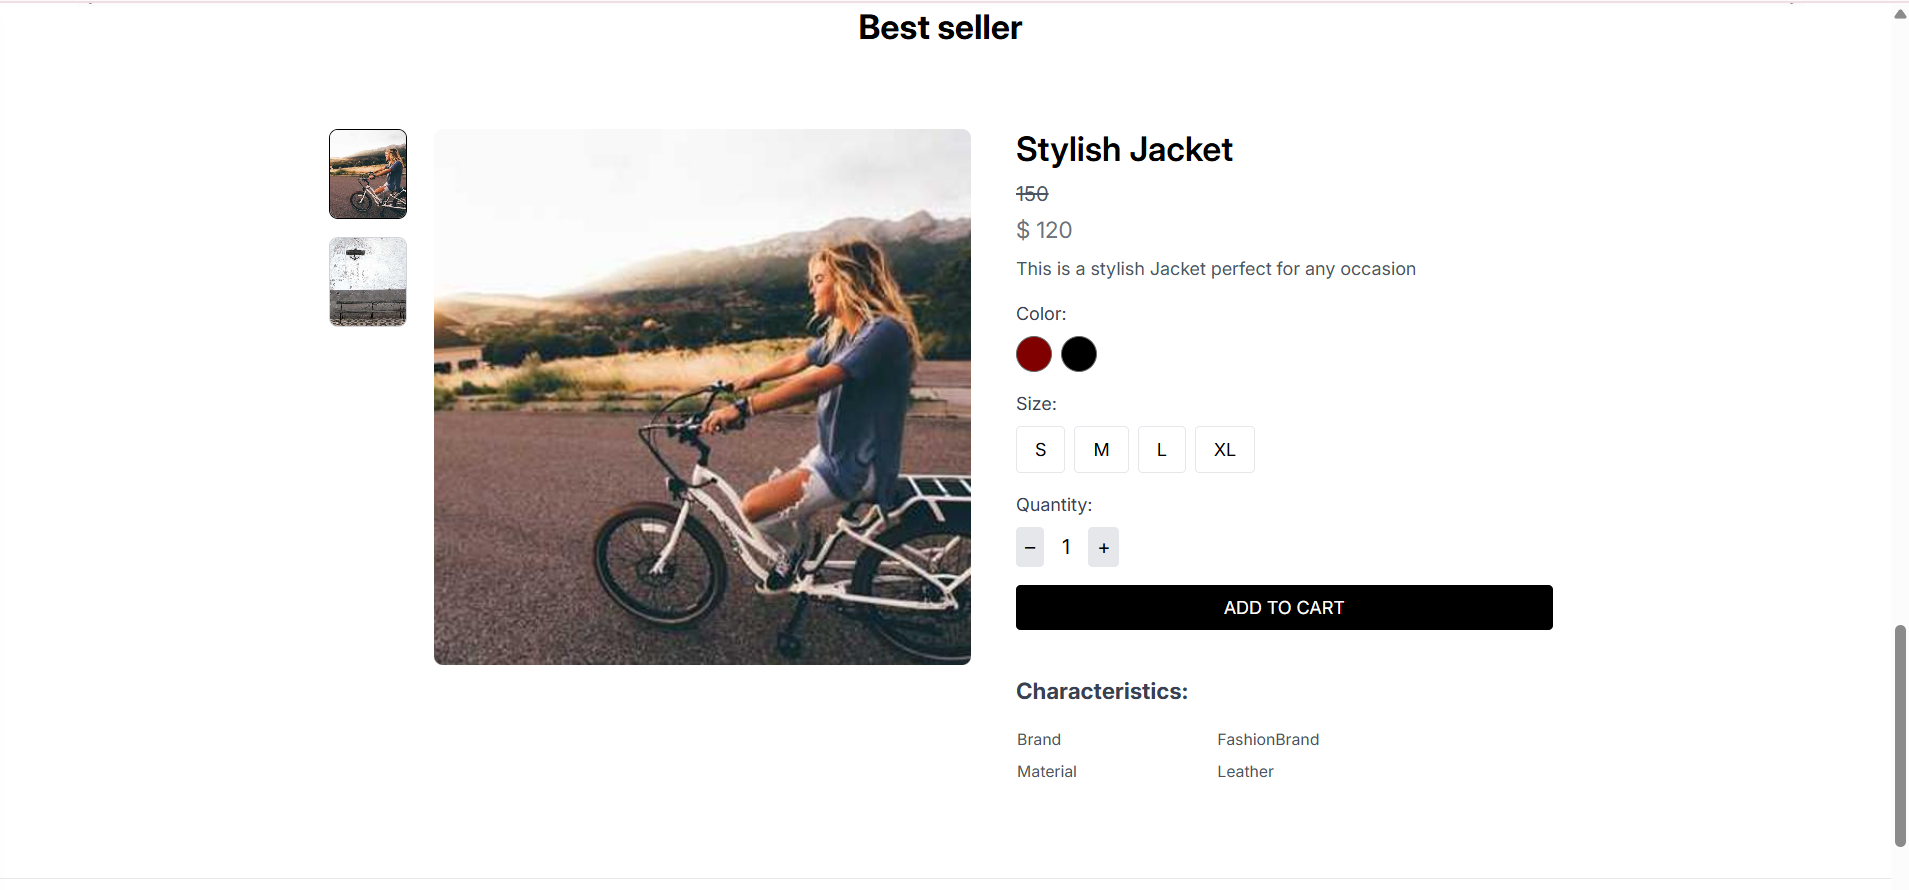 Best seller
Stylish Jacket
150
$ 120
This is a stylish Jacket perfect for any occasion
Color:
Size:
S M L XL
Quantity:
− 1 +
ADD TO CART
Characteristics:
Brand FashionBrand
Material Leather